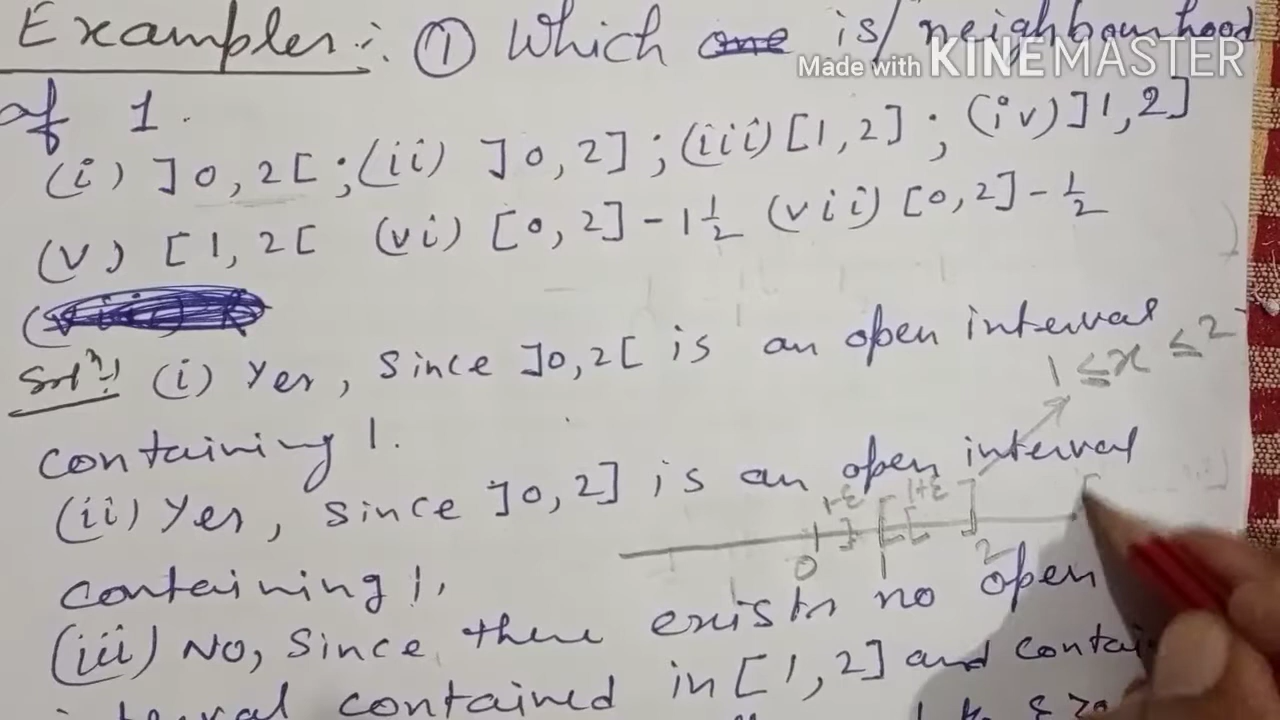 Examples :- ① Which is/ neighbourhood
Made with KINEMASTER
of 1.
(i) ]0,2[ ; (ii) ]0,2] ; (iii) [1,2] ; (iv) ]1,2]
(v) [1,2[ (vi) [0,2] - 1½ (vii) [0,2] - ½
Solⁿ: (i) Yes, Since ]0,2[ is an open interval
1 ≤ x ≤ 2
containing 1.
(ii) Yes, Since ]0,2] is an open interval
1-ε 1+ε
0 1 2
containing 1,
(iii) No, Since there exists no open
contained in [1,2] and